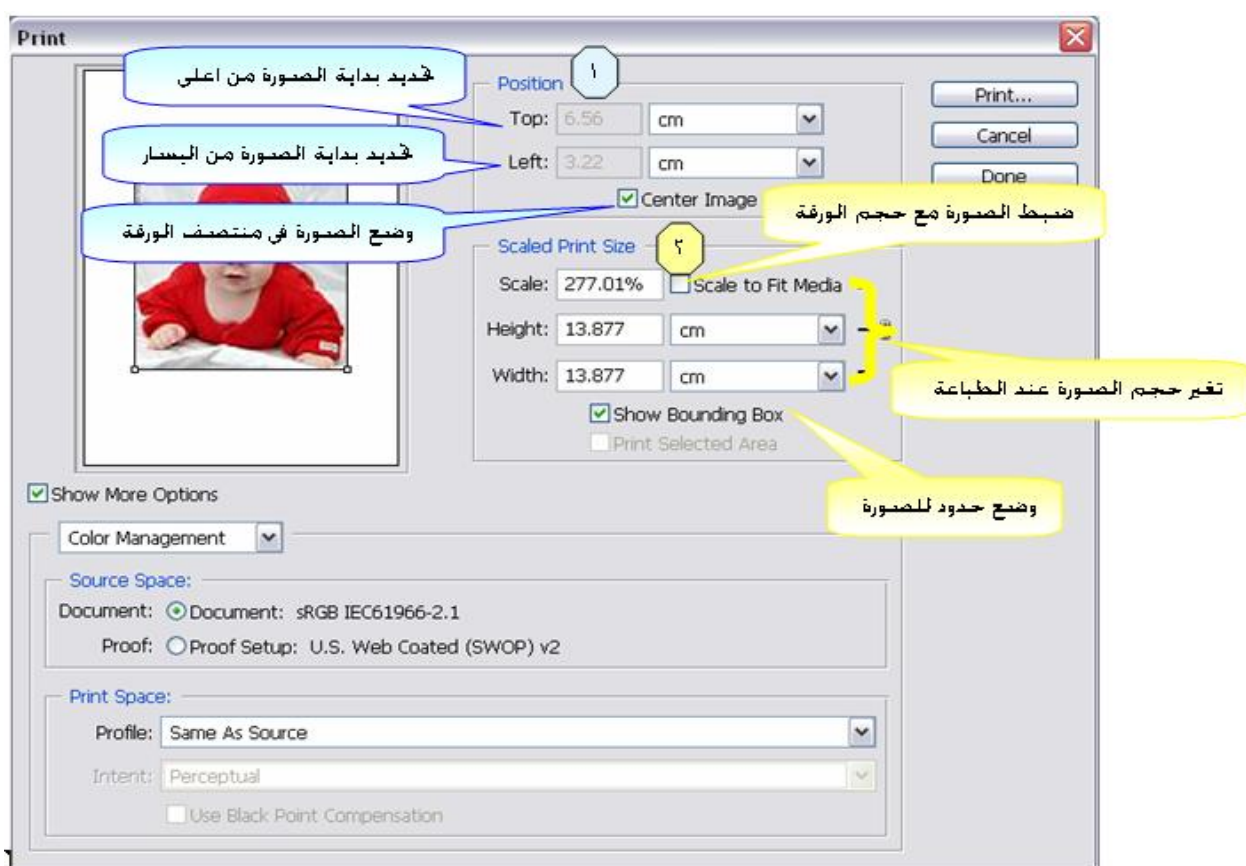 Print
تحديد بداية الصورة من اعلى
Position
١
Print...
Top: 6.56 cm
Cancel
تحديد بداية الصورة من اليسار
Left: 3.22 cm
Done
Center Image
ضبط الصورة مع حجم الورقة
وضع الصورة في منتصف الورقة
Scaled Print Size
٢
Scale: 277.01% Scale to Fit Media
Height: 13.877 cm
Width: 13.877 cm
تغير حجم الصورة عند الطباعة
Show Bounding Box
Print Selected Area
وضع حدود للصورة
Show More Options
Color Management
Source Space:
Document: Document: sRGB IEC61966-2.1
Proof: Proof Setup: U.S. Web Coated (SWOP) v2
Print Space:
Profile: Same As Source
Intent: Perceptual
Use Black Point Compensation